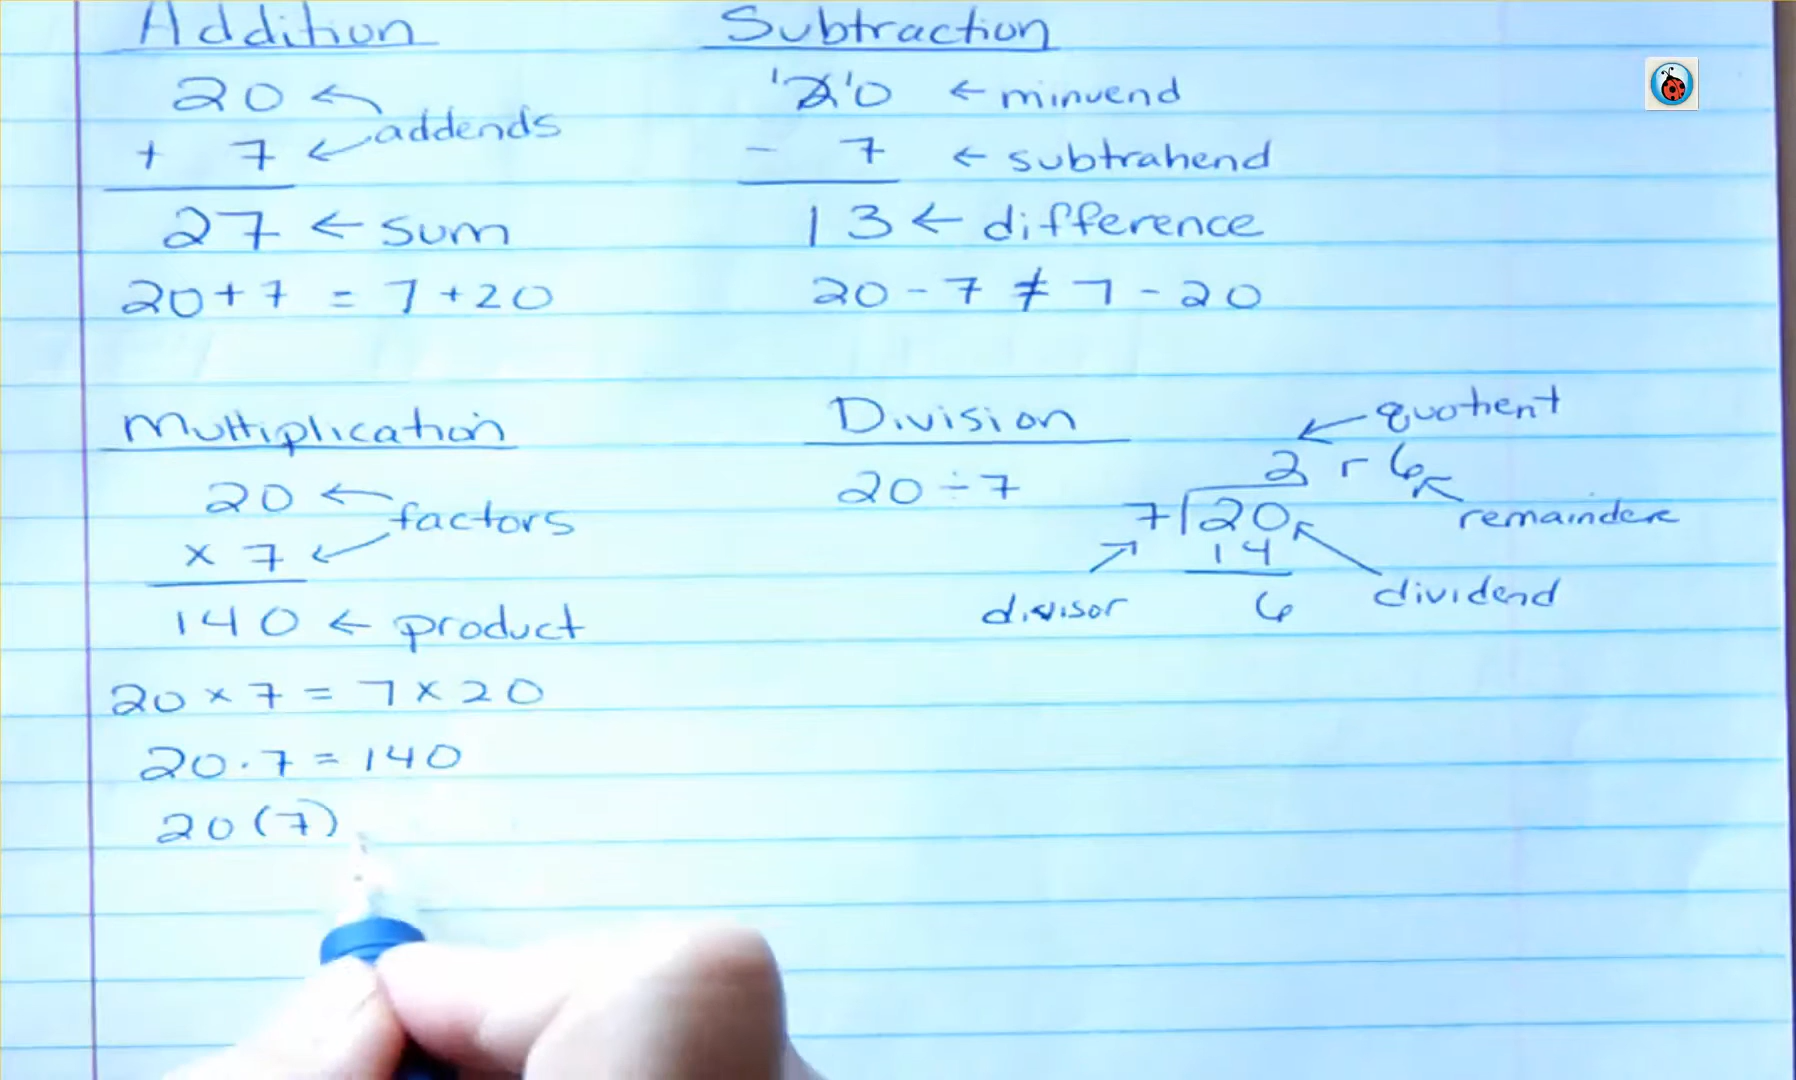 Addition
20 ←
addends
+ 7 ←
27 ← sum
20 + 7 = 7 + 20
Subtraction
1 2 1 0 ← minuend
- 7 ← subtrahend
13 ← difference
20 - 7 ≠ 7 - 20
Multiplication
20 ←
factors
x 7 ←
140 ← product
20 x 7 = 7 x 20
20 · 7 = 140
20 (7)
Division
quotient
20 ÷ 7
2 r 6
remainder
7 20
14
divisor
6
dividend